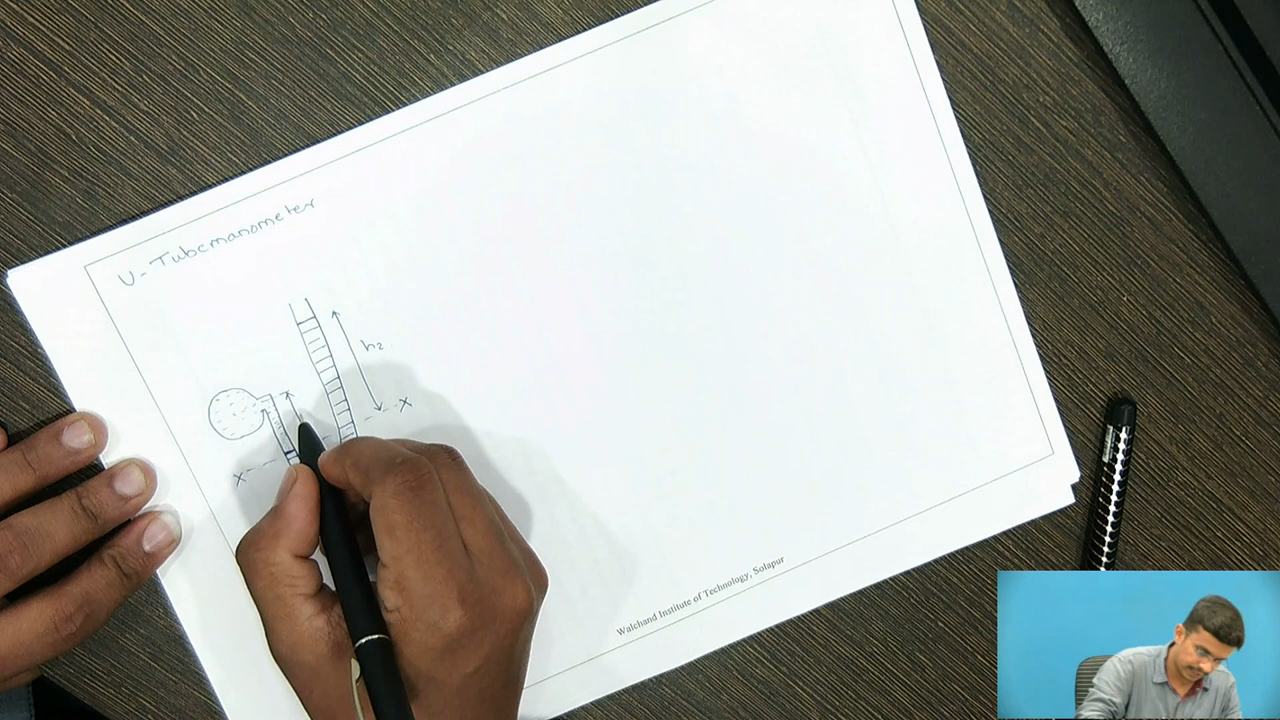 U-Tubemanometer
h2
X
X
Walchand Institute of Technology, Solapur